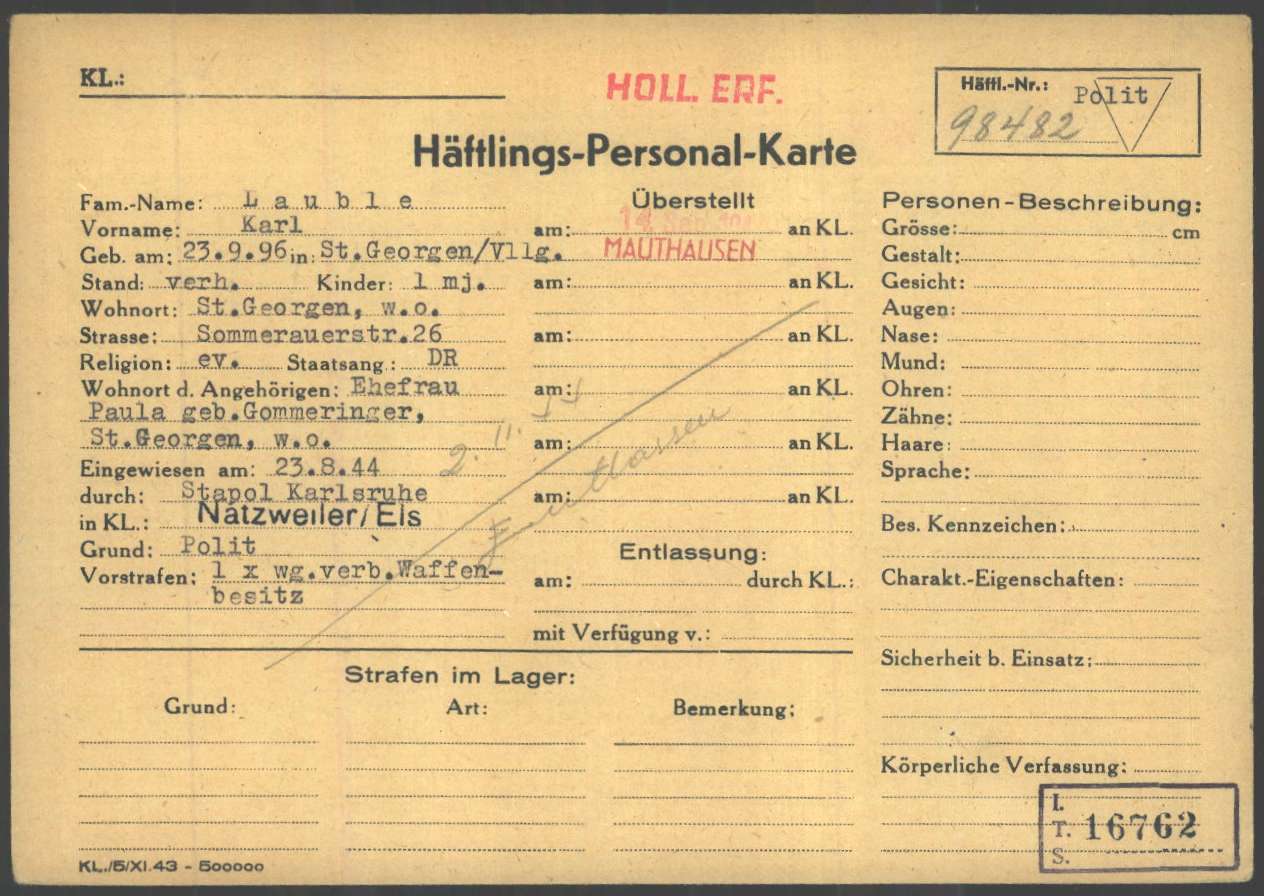 KL.:
HOLL. ERF.
Häftl.-Nr.: Polit
98482
Häftlings-Personal-Karte
Fam.-Name: Lauble
Vorname: Karl
Geb. am: 23.9.96 in: St.Georgen/Vllg.
Stand: verh. Kinder: 1 mj.
Wohnort: St.Georgen, w.o.
Strasse: Sommerauerstr.26
Religion: ev. Staatsang.: DR
Wohnort d. Angehörigen: Ehefrau
Paula geb.Gommeringer,
St.Georgen, w.o.
Eingewiesen am: 23.8.44
durch: Stapol Karlsruhe
in KL.: Natzweiler/Els
Grund: Polit
Vorstrafen: 1 x wg.verb.Waffen-
besitz
Überstellt
14. Sep.
am: an KL.
MAUTHAUSEN
am: an KL.
am: an KL.
am: an KL.
am: an KL.
am: an KL.
2. 11. 44
Entlassung:
am: durch KL.:
mit Verfügung v.:
Personen-Beschreibung:
Grösse: cm
Gestalt:
Gesicht:
Augen:
Nase:
Mund:
Ohren:
Zähne:
Haare:
Sprache:
Bes. Kennzeichen:
Charakt.-Eigenschaften:
Sicherheit b. Einsatz:
Körperliche Verfassung:
Strafen im Lager:
Grund: Art: Bemerkung:
I.
T. 16762
S.
KL./5/XI.43 - 500000